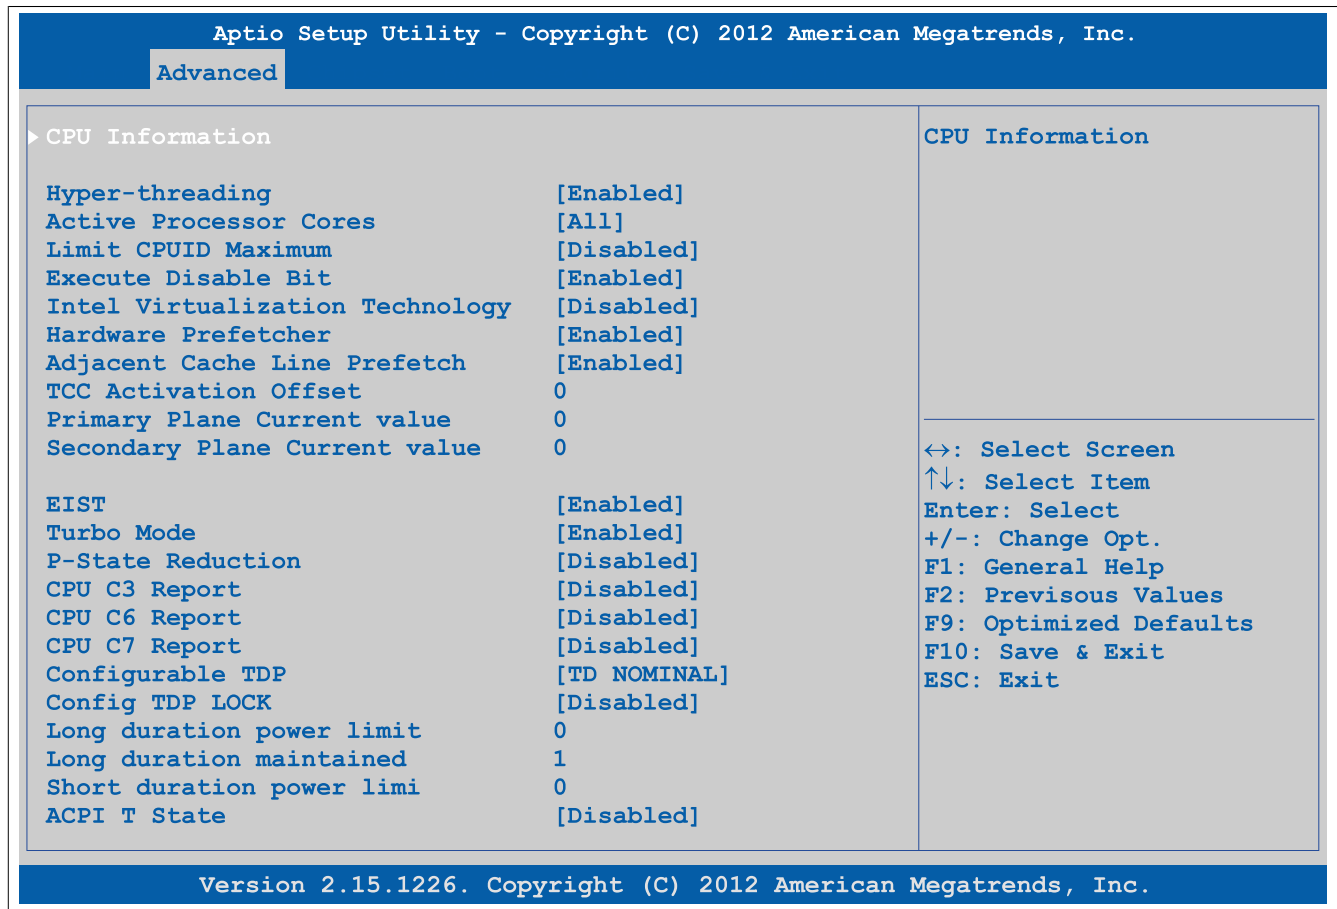 Aptio Setup Utility - Copyright (C) 2012 American Megatrends, Inc.
Advanced
CPU Information
Hyper-threading [Enabled]
Active Processor Cores [All]
Limit CPUID Maximum [Disabled]
Execute Disable Bit [Enabled]
Intel Virtualization Technology [Disabled]
Hardware Prefetcher [Enabled]
Adjacent Cache Line Prefetch [Enabled]
TCC Activation Offset 0
Primary Plane Current value 0
Secondary Plane Current value 0
EIST [Enabled]
Turbo Mode [Enabled]
P-State Reduction [Disabled]
CPU C3 Report [Disabled]
CPU C6 Report [Disabled]
CPU C7 Report [Disabled]
Configurable TDP [TD NOMINAL]
Config TDP LOCK [Disabled]
Long duration power limit 0
Long duration maintained 1
Short duration power limi 0
ACPI T State [Disabled]
CPU Information
↔: Select Screen
↑↓: Select Item
Enter: Select
+/-: Change Opt.
F1: General Help
F2: Previsous Values
F9: Optimized Defaults
F10: Save & Exit
ESC: Exit
Version 2.15.1226. Copyright (C) 2012 American Megatrends, Inc.